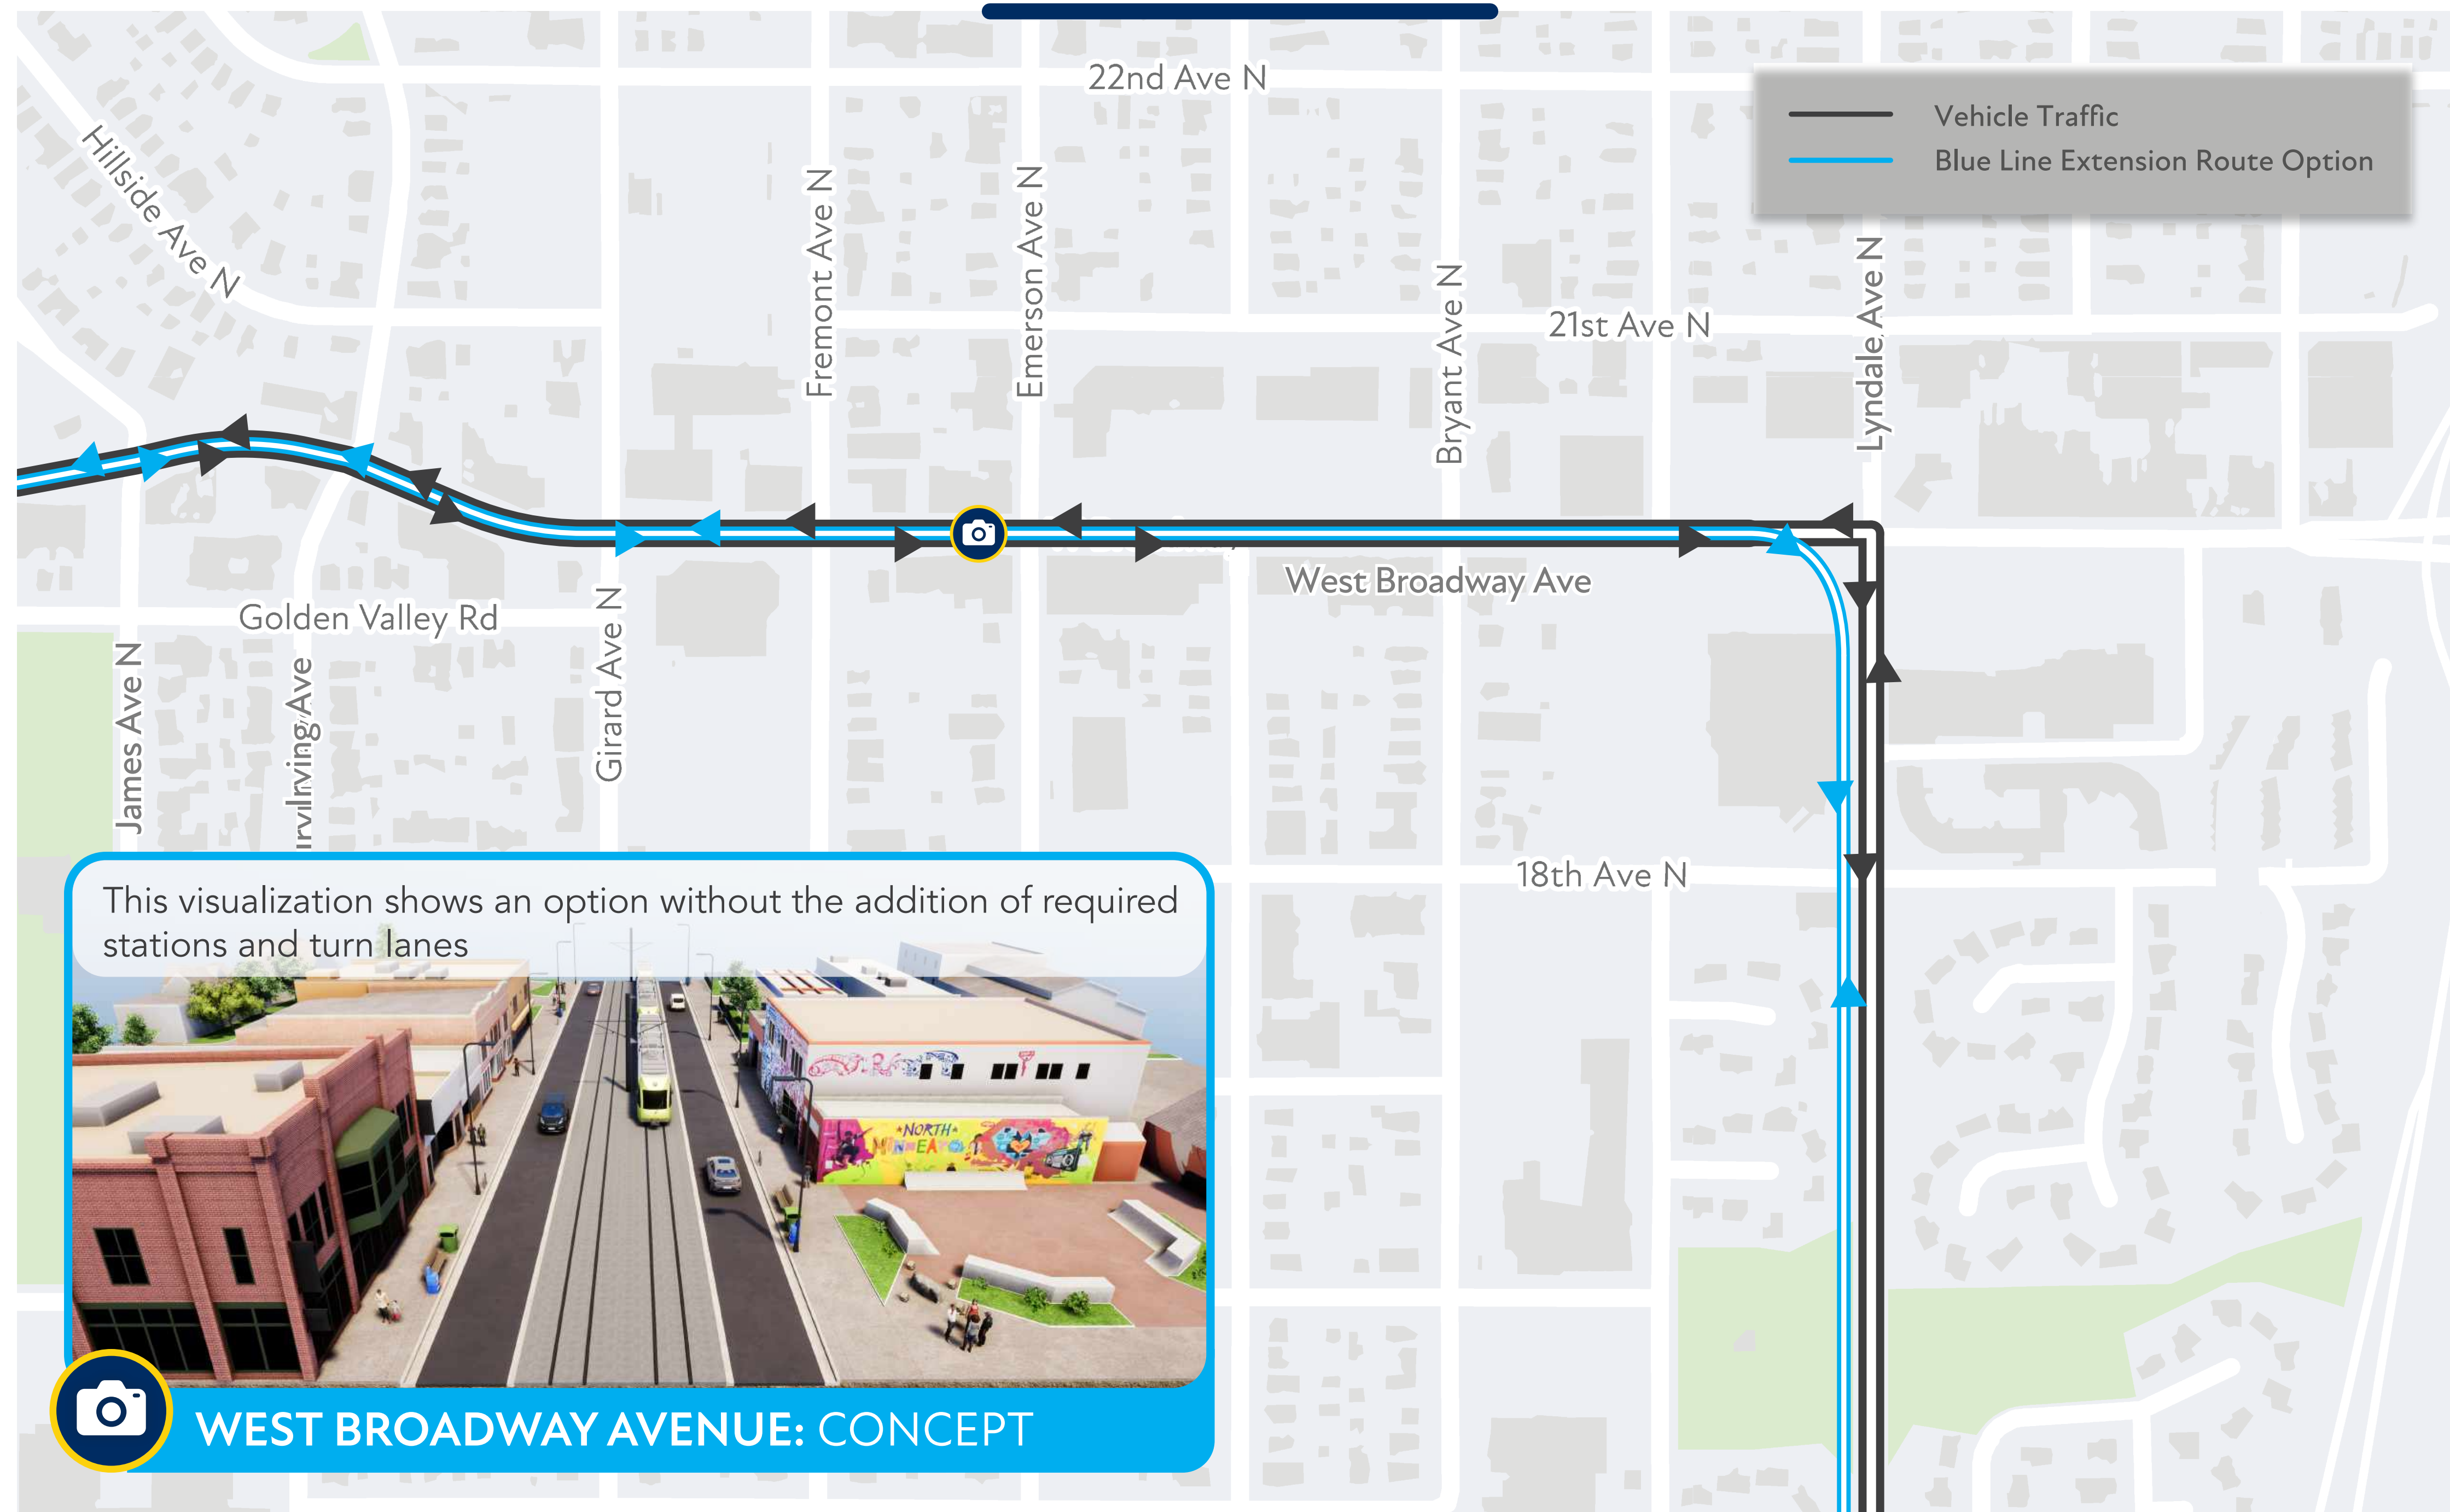 22nd Ave N
Vehicle Traffic
Blue Line Extension Route Option
Hillside Ave N
Fremont Ave N
Emerson Ave N
Bryant Ave N
21st Ave N
Lyndale Ave N
West Broadway Ave
Golden Valley Rd
James Ave N
Irving Ave
Girard Ave N
18th Ave N
This visualization shows an option without the addition of required
stations and turn lanes
NORTH
WEST BROADWAY AVENUE: CONCEPT